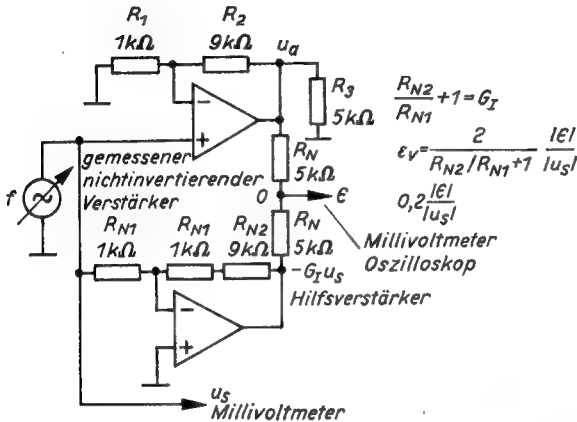 R1 R2
1kΩ 9kΩ ua
R3
5kΩ
RN2/RN1 +1=GI
−
+
RN
5kΩ
εv= 2/(RN2/RN1+1) |ε|/|us|
0,2 |ε|/|us|
gemessener
nichtinvertierender
Verstärker
f
0 ε
RN1 RN1 RN2 RN
1kΩ 1kΩ 9kΩ 5kΩ
Millivoltmeter
Oszilloskop
−GI us
Hilfsverstärker
−
+
us
Millivoltmeter